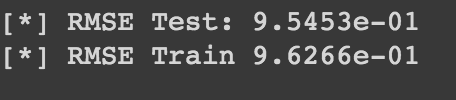 [*] RMSE Test: 9.5453e-01
[*] RMSE Train 9.6266e-01